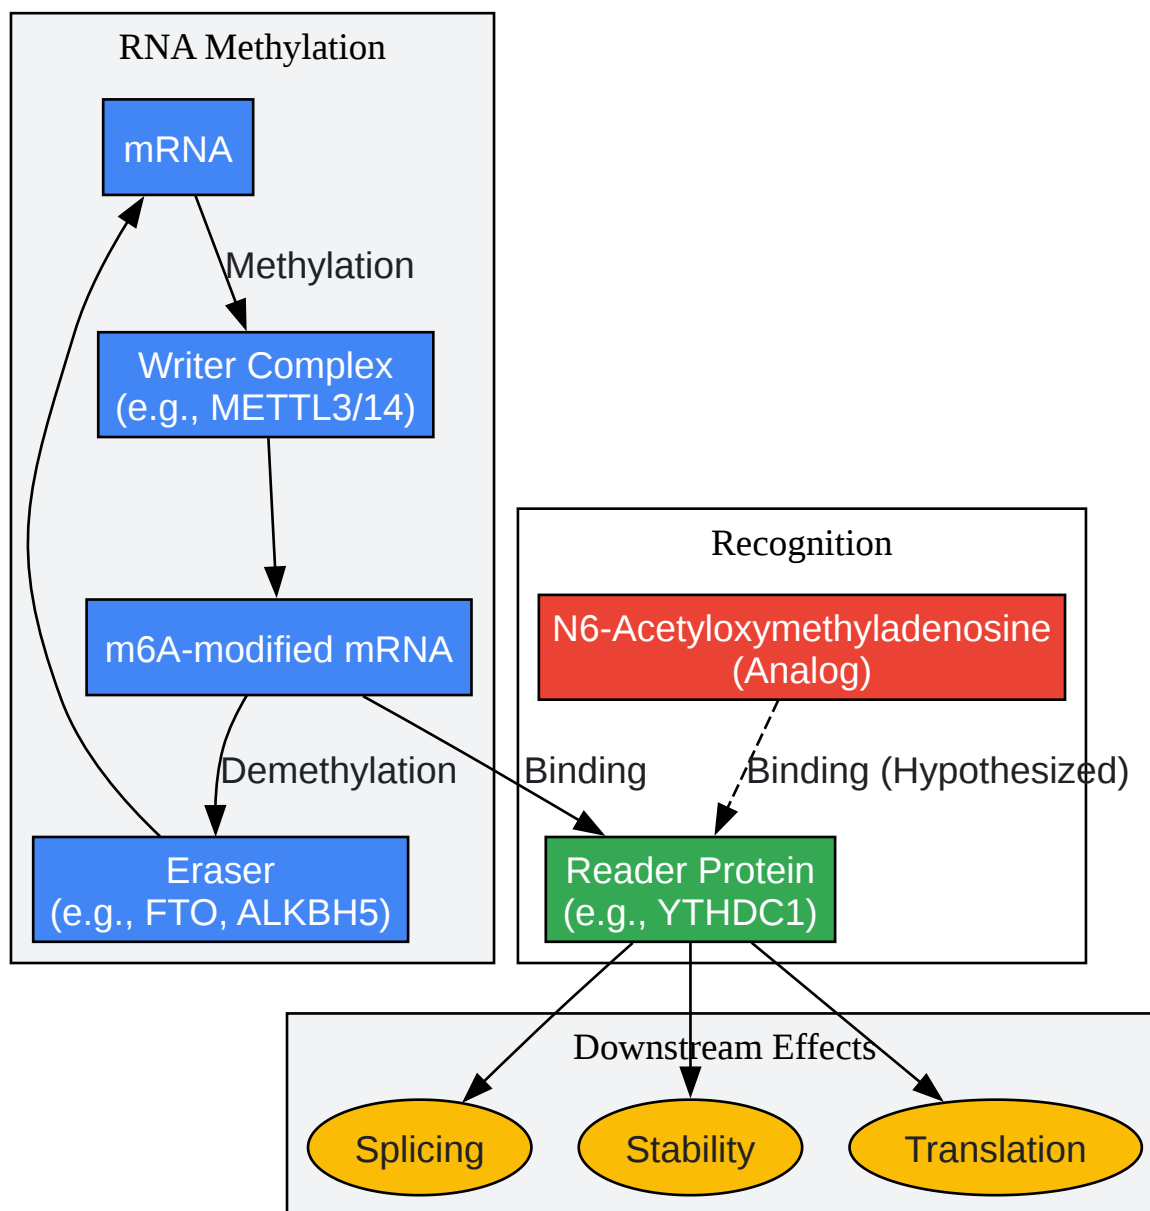 RNA Methylation
mRNA
Methylation
Writer Complex
(e.g., METTL3/14)
m6A-modified mRNA
Demethylation
Eraser
(e.g., FTO, ALKBH5)
Recognition
N6-Acetyloxymethyladenosine
(Analog)
Binding
Binding (Hypothesized)
Reader Protein
(e.g., YTHDC1)
Downstream Effects
Splicing
Stability
Translation